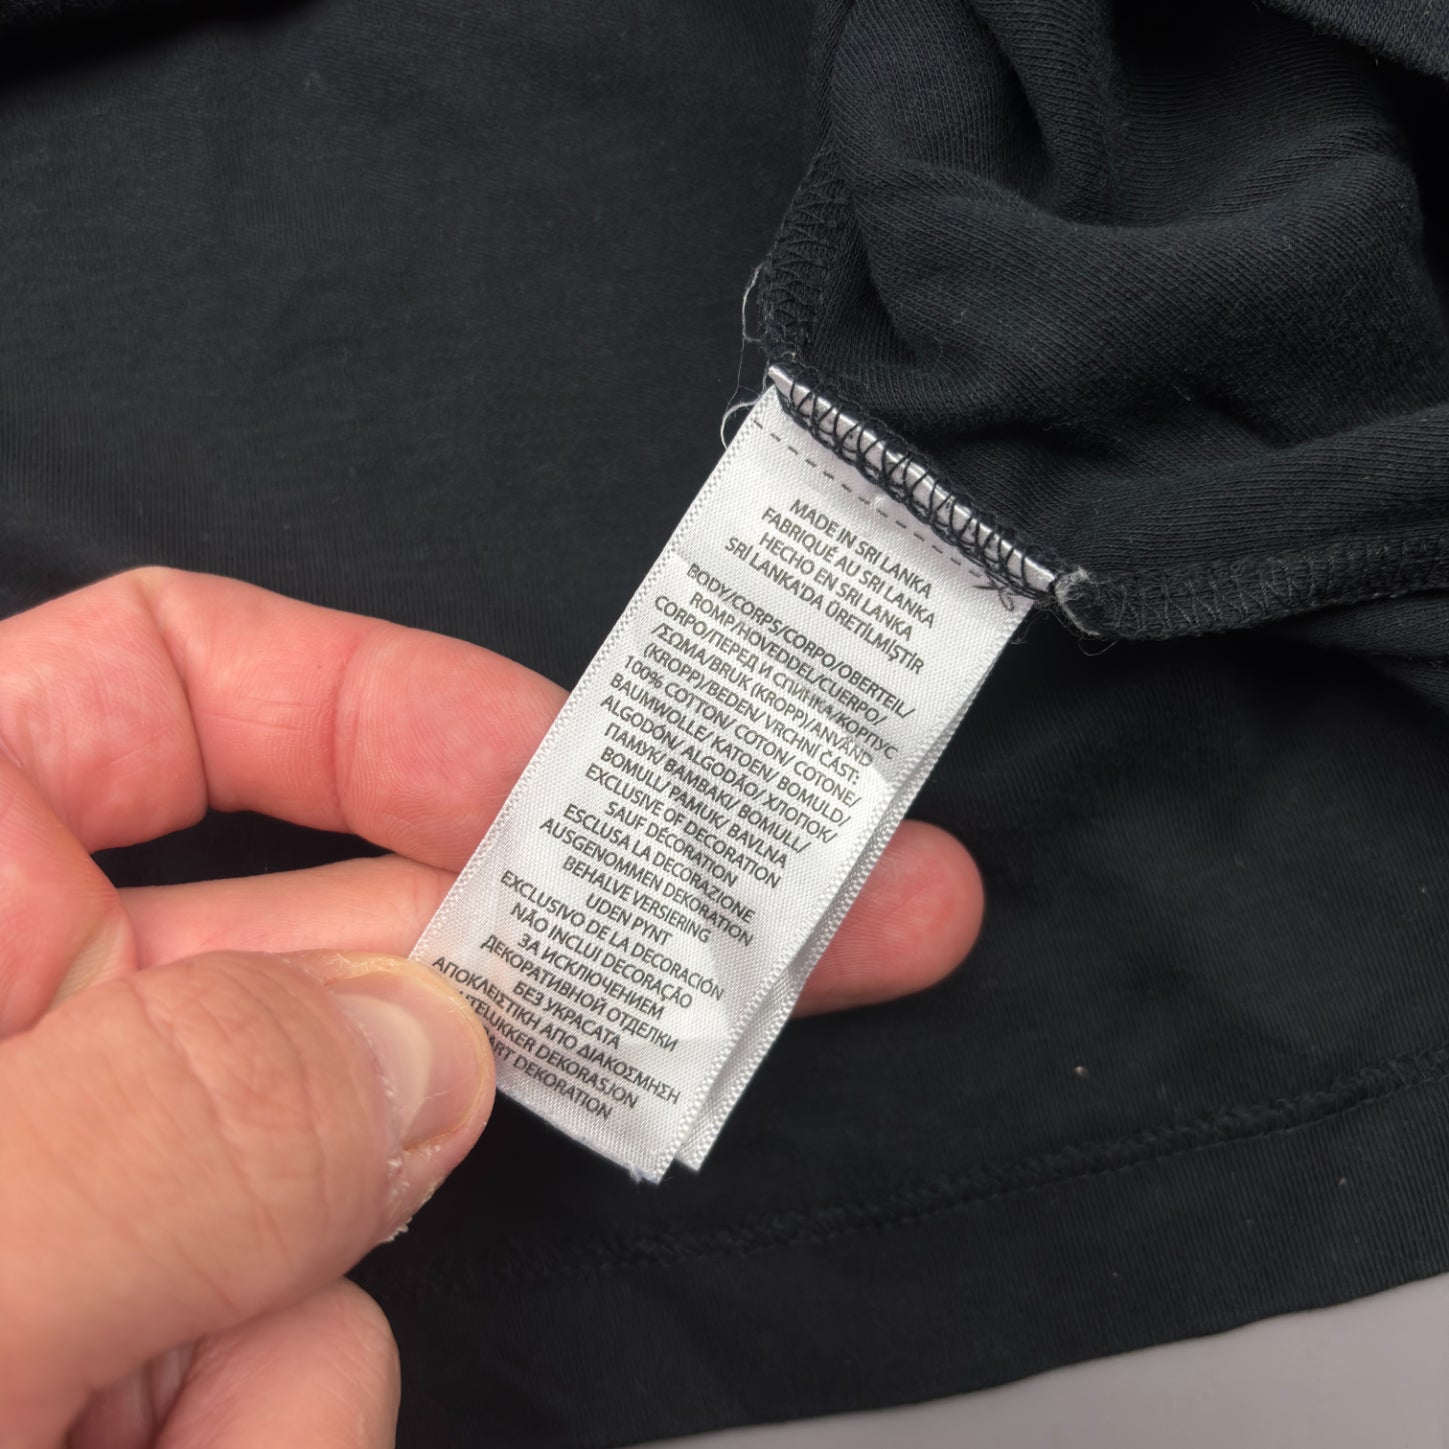 MADE IN SRI LANKA
FABRIQUÉ AU SRI LANKA
HECHO EN SRI LANKA
SRİ LANKADA ÜRETİLMİŞTİR
BODY/CORPS/CORPO/OBERTEIL/
ROMP/HOVEDDEL/CUERPO/
CORPO/ПЕРЕД И СПИНКА/КОРПУС
/ΣΩΜΑ/BRUK (KROPP)/ANVÄND
(KROPP)/BEDEN/VRCHNÍ ČAST:
100% COTTON/ COTON/ COTONE/
BAUMWOLLE/ KATOEN/ BOMULD/
ALGODÓN/ ALGODÃO/ ХЛОПОК/
ПАМУК/ ΒΑΜΒΑΚΙ/ BOMULL/
BOMULL/ PAMUK/ BAVLNA
EXCLUSIVE OF DECORATION
SAUF DÉCORATION
ESCLUSA LA DECORAZIONE
AUSGENOMMEN DEKORATION
BEHALVE VERSIERING
UDEN PYNT
EXCLUSIVO DE LA DECORACIÓN
NÃO INCLUI DECORAÇÃO
ЗА ИСКЛЮЧЕНИЕМ
ДЕКОРАТИВНОЙ ОТДЕЛКИ
БЕЗ УКРАСАТА
ΑΠΟΚΛΕΙΣΤΙΚΗ ΑΠΟ ΔΙΑΚΟΣΜΗΣΗ
DEKORASJON
DEKORATION